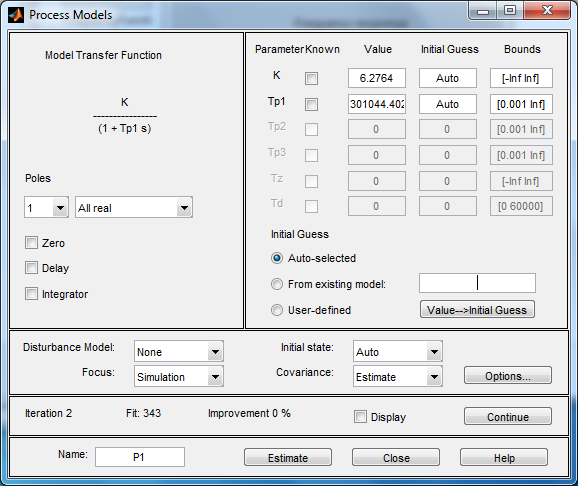 Process Models
Model Transfer Function
K
----------------
(1 + Tp1 s)
Poles
1 All real
Zero
Delay
Integrator
Parameter Known Value Initial Guess Bounds
K 6.2764 Auto [-Inf Inf]
Tp1 301044.402 Auto [0.001 Inf]
Tp2 0 0 [0.001 Inf]
Tp3 0 0 [0.001 Inf]
Tz 0 0 [-Inf Inf]
Td 0 0 [0 60000]
Initial Guess
Auto-selected
From existing model:
User-defined Value-->Initial Guess
Disturbance Model: None Initial state: Auto
Focus: Simulation Covariance: Estimate Options...
Iteration 2 Fit: 343 Improvement 0 % Display Continue
Name: P1 Estimate Close Help